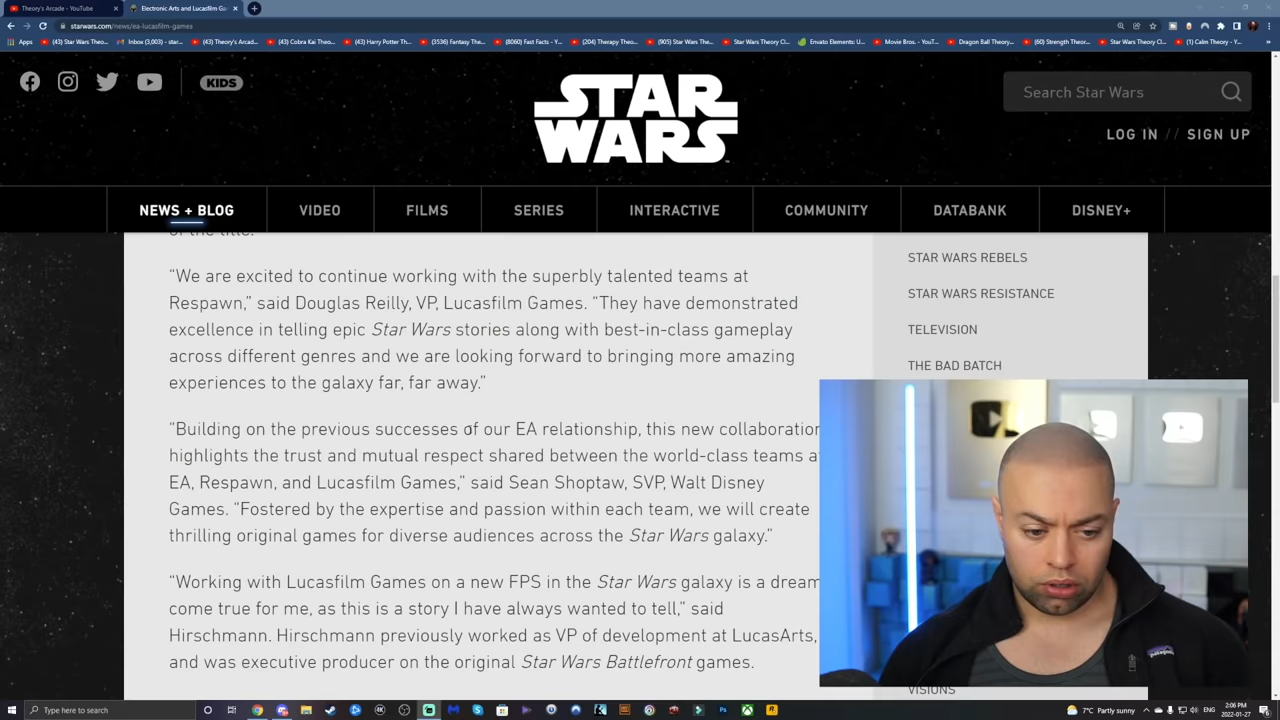 Theory's Arcade - YouTube
Electronic Arts and Lucasfilm Ga
starwars.com/news/ea-lucasfilm-games
Apps
(43) Star Wars Theo...
Inbox (3,003) - star...
(43) Theory's Arcad...
(43) Cobra Kai Theo...
(43) Harry Potter Th...
(3536) Fantasy The...
(8060) Fast Facts - Y...
(204) Therapy Theo...
(905) Star Wars The...
Star Wars Theory Cl...
Envato Elements: U...
Movie Bros. - YouT...
Dragon Ball Theory...
(60) Strength Theor...
Star Wars Theory Cl...
(1) Calm Theory - Y...
KIDS
STAR
WARS
Search Star Wars
LOG IN // SIGN UP
NEWS + BLOG
VIDEO
FILMS
SERIES
INTERACTIVE
COMMUNITY
DATABANK
DISNEY+
of the title.
“We are excited to continue working with the superbly talented teams at
Respawn,” said Douglas Reilly, VP, Lucasfilm Games. “They have demonstrated
excellence in telling epic Star Wars stories along with best-in-class gameplay
across different genres and we are looking forward to bringing more amazing
experiences to the galaxy far, far away.”
“Building on the previous successes of our EA relationship, this new collaboration
highlights the trust and mutual respect shared between the world-class teams a
EA, Respawn, and Lucasfilm Games,” said Sean Shoptaw, SVP, Walt Disney
Games. “Fostered by the expertise and passion within each team, we will create
thrilling original games for diverse audiences across the Star Wars galaxy.”
“Working with Lucasfilm Games on a new FPS in the Star Wars galaxy is a dream
come true for me, as this is a story I have always wanted to tell,” said
Hirschmann. Hirschmann previously worked as VP of development at LucasArts,
and was executive producer on the original Star Wars Battlefront games.
STAR WARS REBELS
STAR WARS RESISTANCE
TELEVISION
THE BAD BATCH
VISIONS
Type here to search
7°C Partly sunny
2:06 PM
2022-01-27